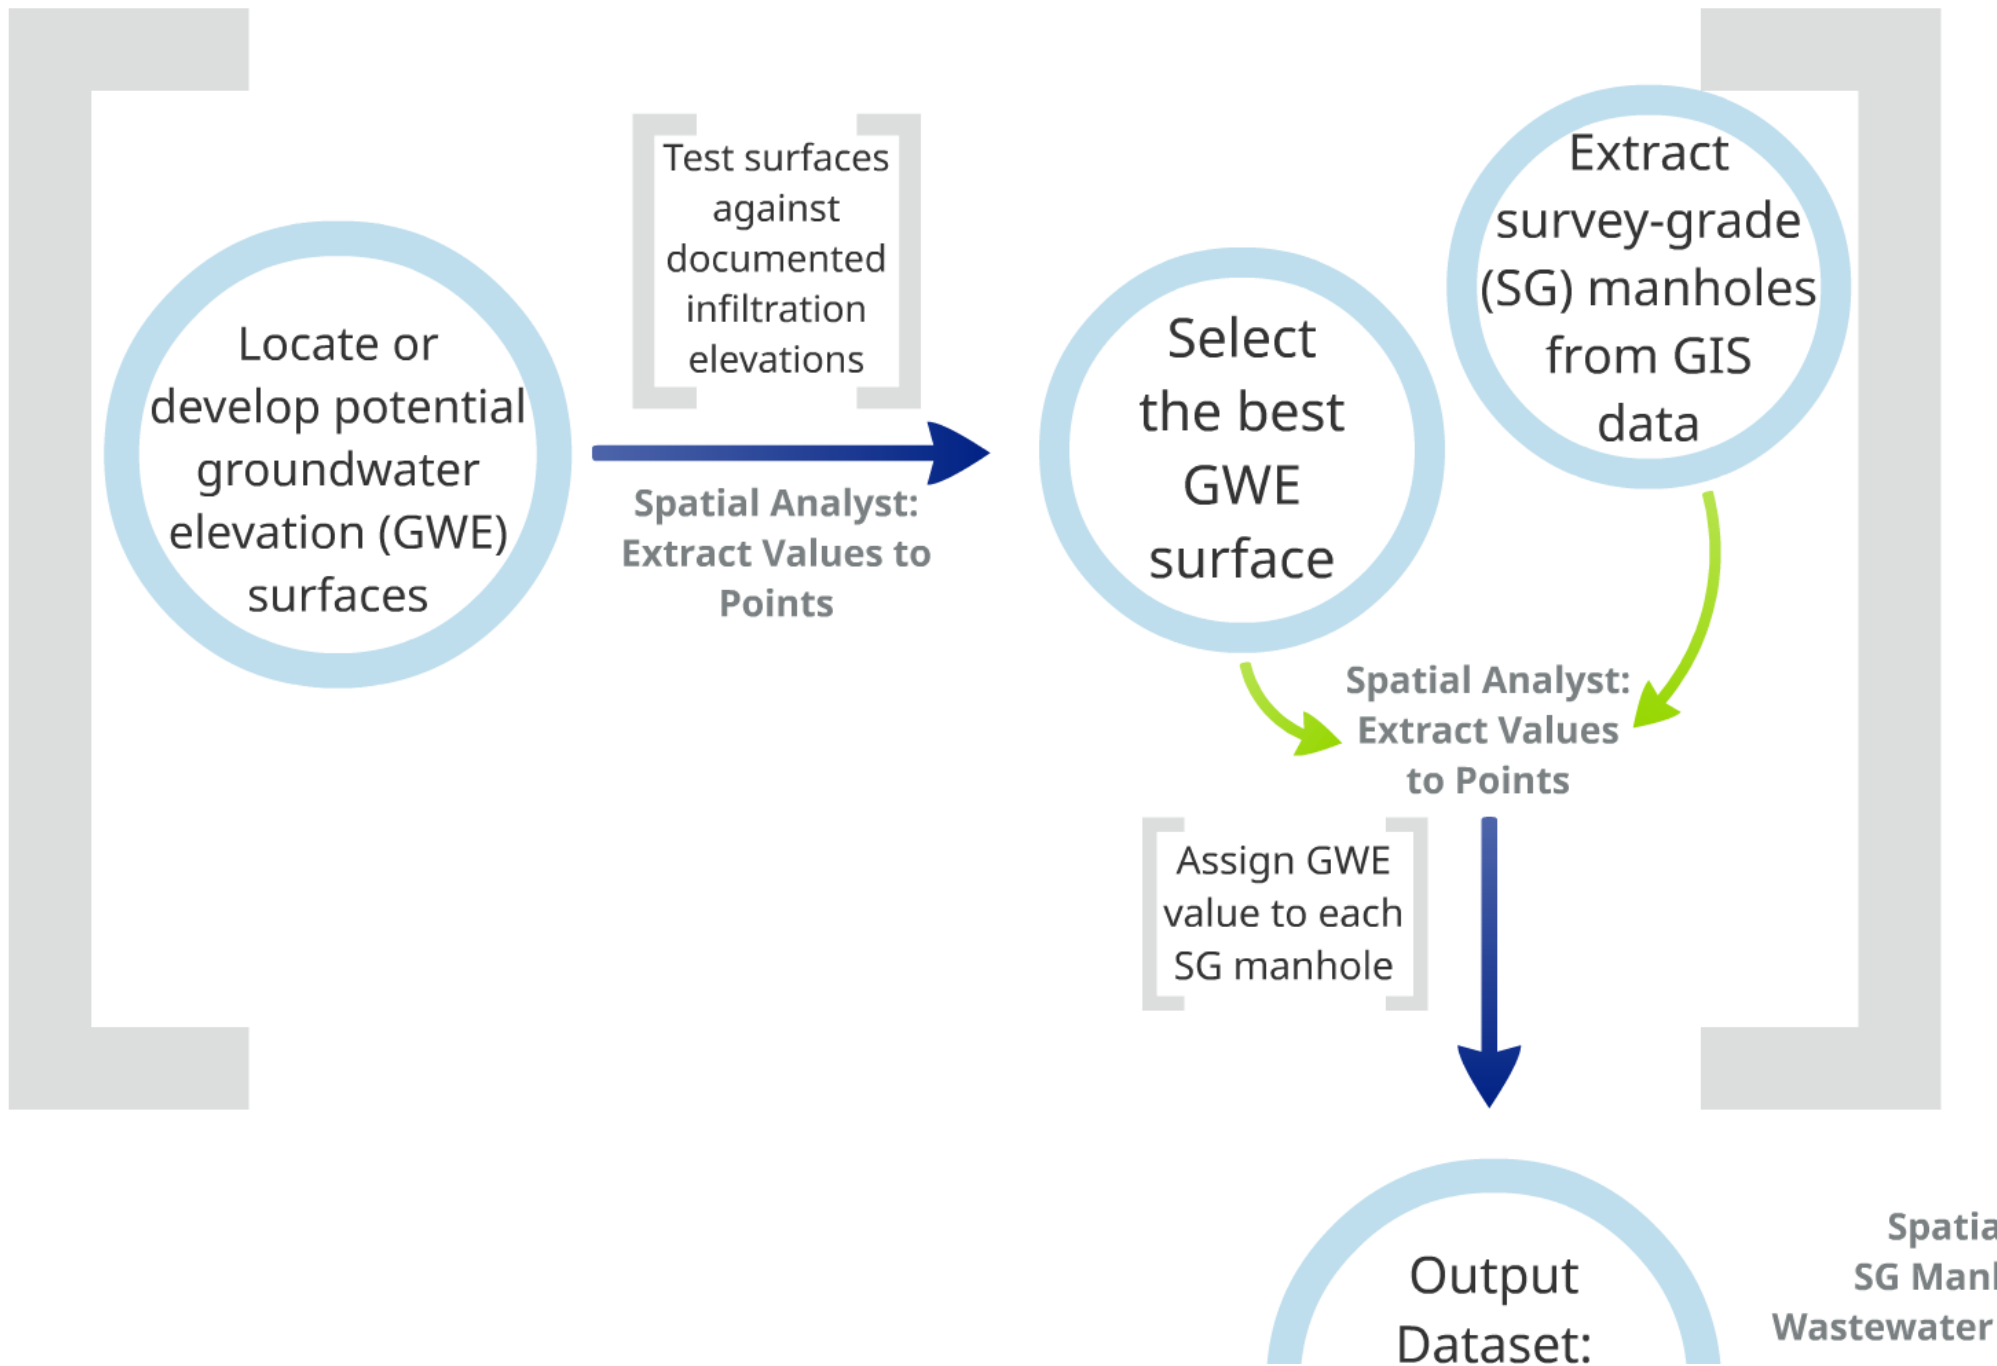 Locate or
develop potential
groundwater
elevation (GWE)
surfaces
Test surfaces
against
documented
infiltration
elevations
Spatial Analyst:
Extract Values to
Points
Select
the best
GWE
surface
Extract
survey-grade
(SG) manholes
from GIS
data
Spatial Analyst:
Extract Values
to Points
Assign GWE
value to each
SG manhole
Output
Dataset:
SG
Wastewater